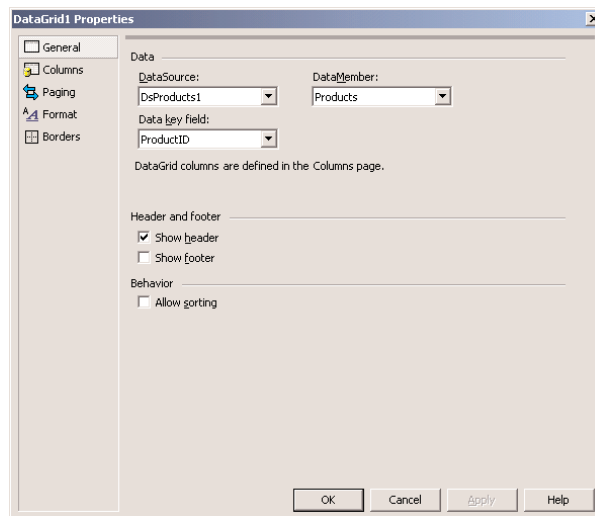 DataGrid1 Properties
General
Columns
Paging
Format
Borders
Data
DataSource: DataMember:
DsProducts1 Products
Data key field:
ProductID
DataGrid columns are defined in the Columns page.
Header and footer
Show header
Show footer
Behavior
Allow sorting
OK Cancel Apply Help